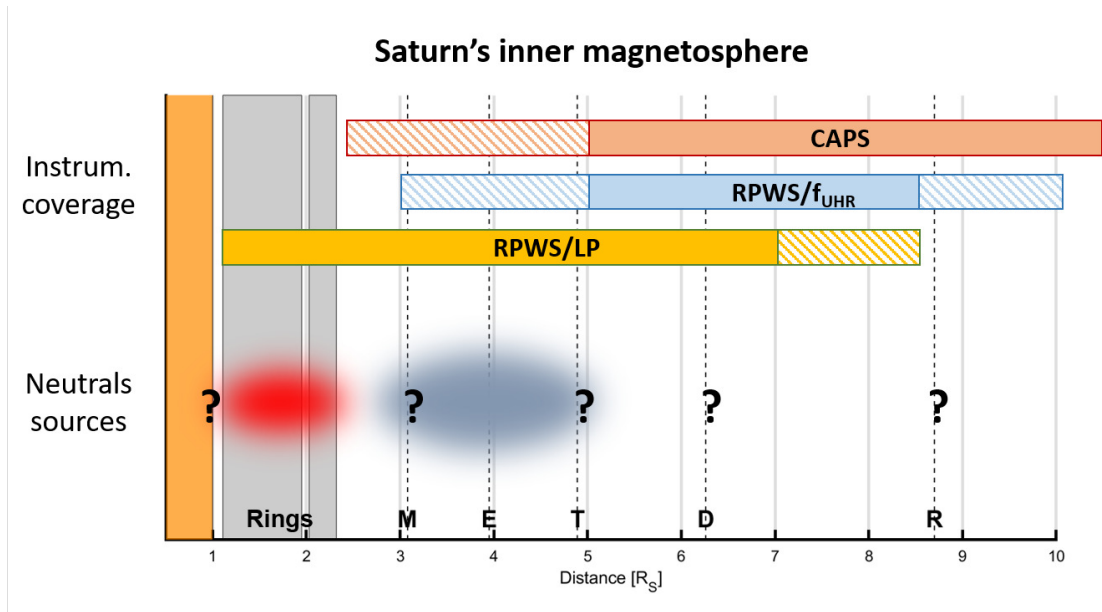 Saturn's inner magnetosphere
Instrum.
coverage
CAPS
RPWS/fUHR
RPWS/LP
Neutrals
sources
? ? ? ? ?
Rings M E T D R
1 2 3 4 5 6 7 8 9 10
Distance [RS]